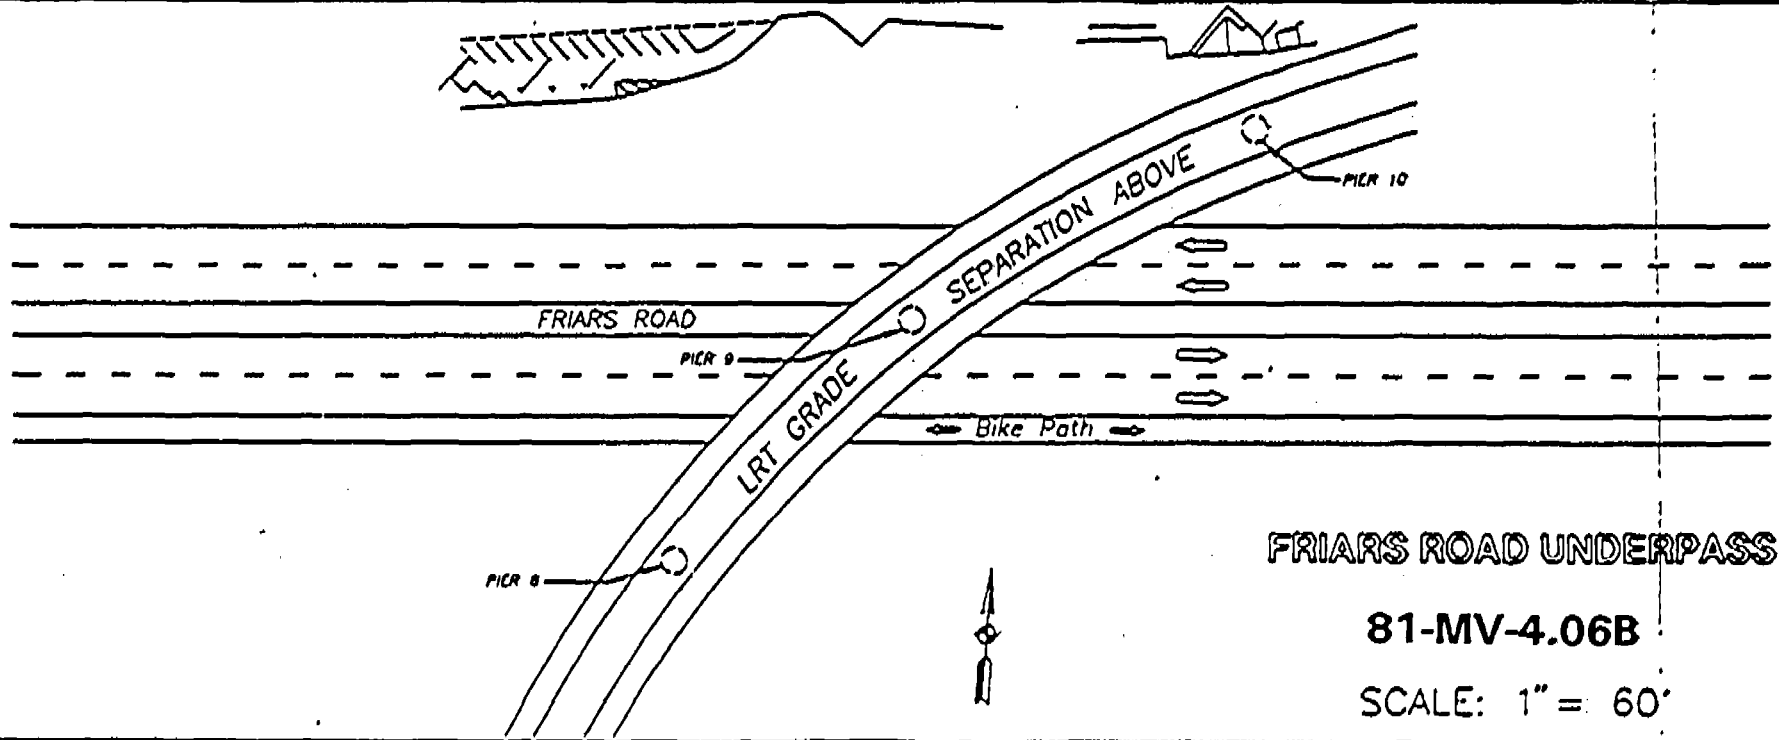 PIER 10
LRT GRADE SEPARATION ABOVE
FRIARS ROAD
PIER 9
Bike Path
PIER 8
FRIARS ROAD UNDERPASS
81-MV-4.06B
SCALE: 1" = 60'